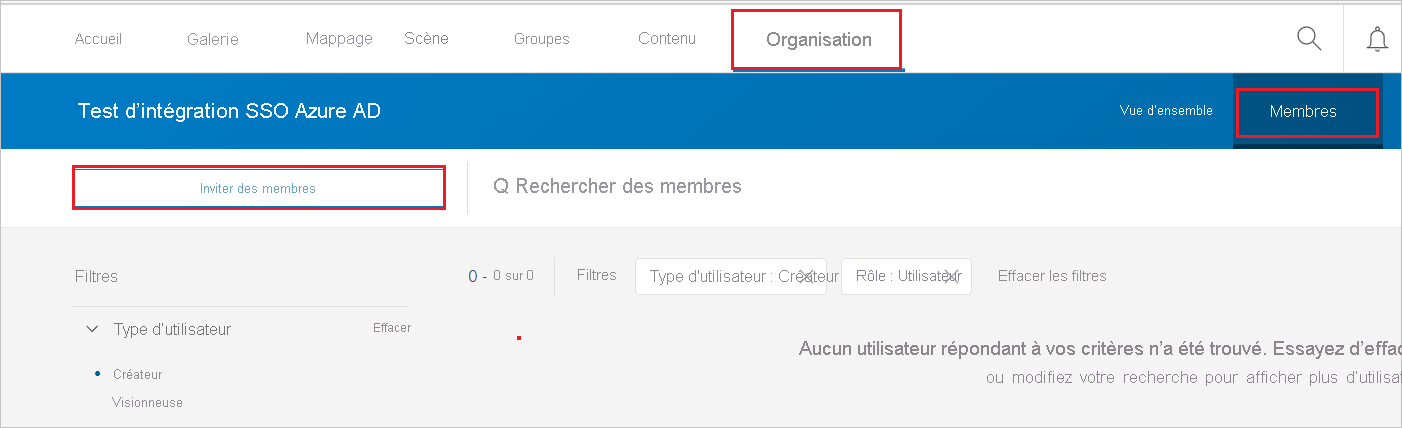 Accueil Galerie Mappage Scène Groupes Contenu Organisation
Test d'intégration SSO Azure AD Vue d'ensemble Membres
Inviter des membres Q Rechercher des membres
Filtres 0 - 0 sur 0 Filtres Type d'utilisateur : Créateur Rôle : Utilisateur Effacer les filtres
Type d'utilisateur Effacer
Aucun utilisateur répondant à vos critères n'a été trouvé. Essayez d'effac
ou modifiez votre recherche pour afficher plus d'utilisat
Créateur
Visionneuse